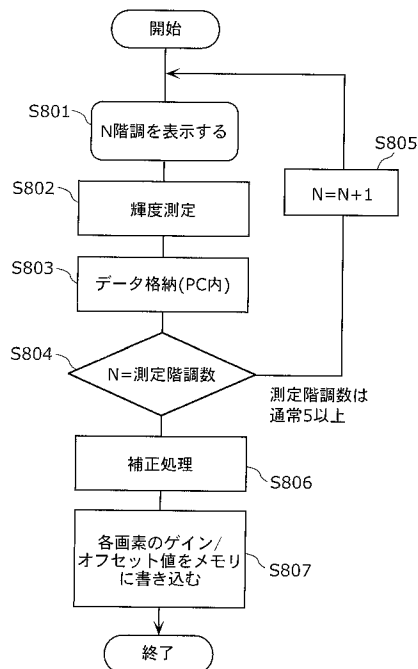 開始
S801
N階調を表示する
S805
N=N+1
S802
輝度測定
S803
データ格納(PC内)
S804
N=測定階調数
測定階調数は
通常5以上
補正処理
S806
各画素のゲイン/
オフセット値をメモリ
に書き込む
S807
終了